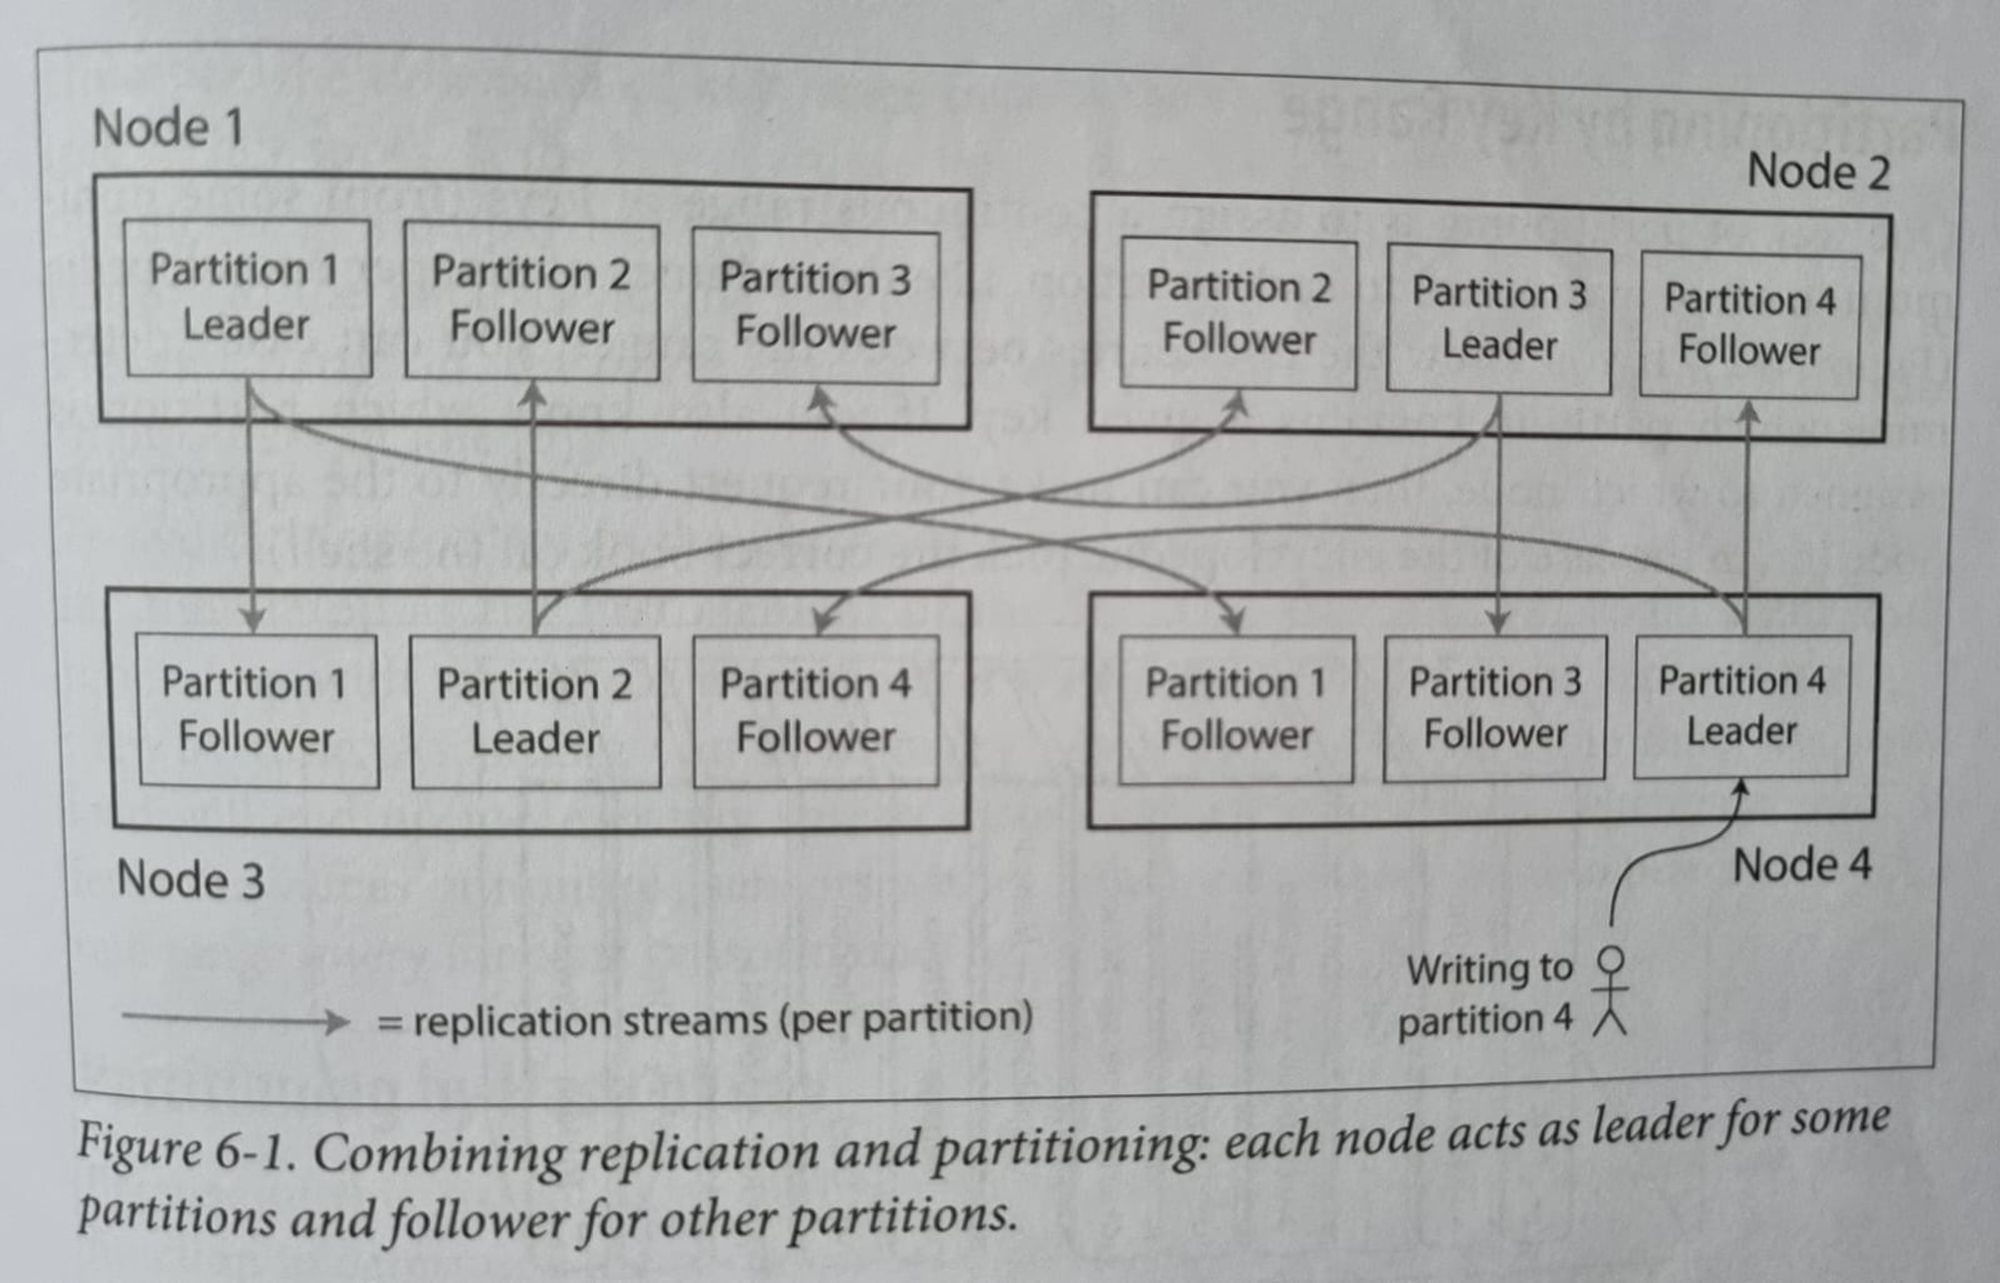 Node 1
Node 2
Partition 1
Leader
Partition 2
Follower
Partition 3
Follower
Partition 2
Follower
Partition 3
Leader
Partition 4
Follower
Partition 1
Follower
Partition 2
Leader
Partition 4
Follower
Partition 1
Follower
Partition 3
Follower
Partition 4
Leader
Node 3
Node 4
Writing to
partition 4
= replication streams (per partition)
Figure 6-1. Combining replication and partitioning: each node acts as leader for some
partitions and follower for other partitions.